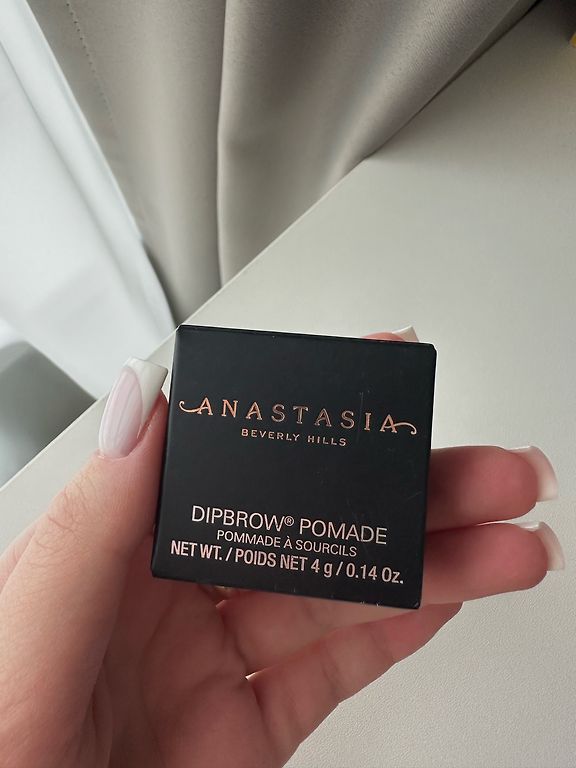 ANASTASIA
BEVERLY HILLS
DIPBROW® POMADE
POMMADE À SOURCILS
NET WT. / POIDS NET 4 g / 0.14 Oz.